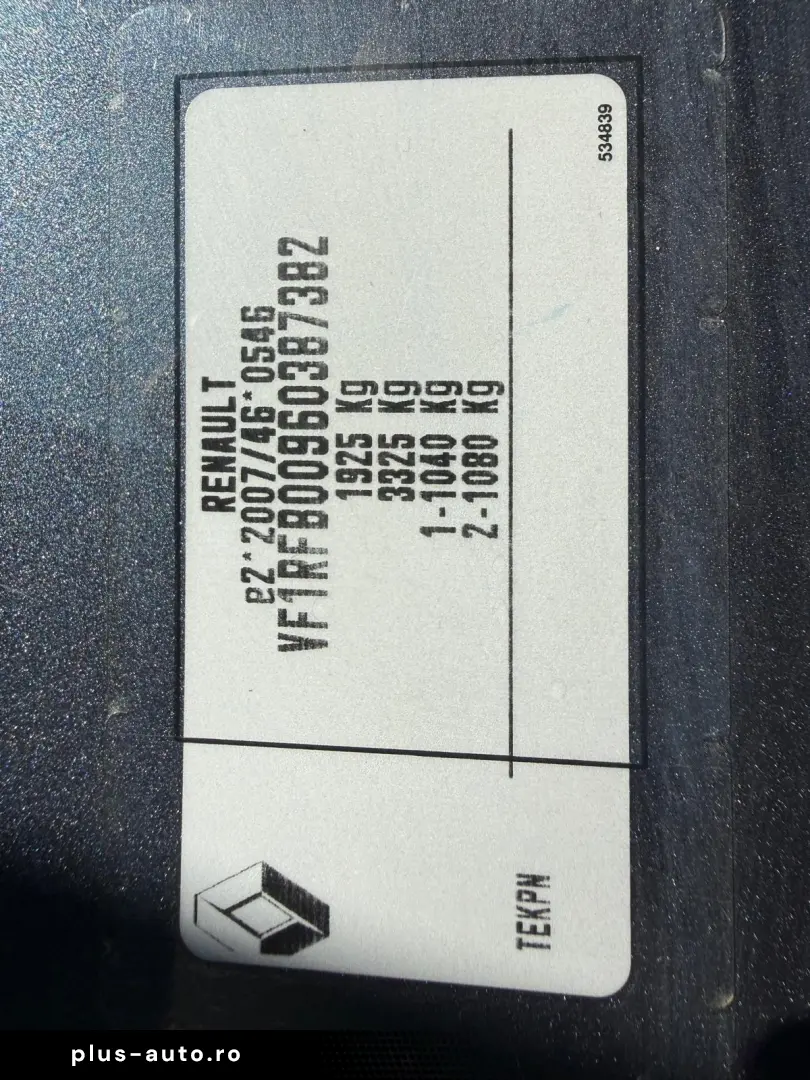 RENAULT
e2*2007/46*0546
VF1RFB00960387382
1925 Kg
3325 Kg
1-1040 Kg
2-1080 Kg
TEKPN
534839
plus-auto.ro